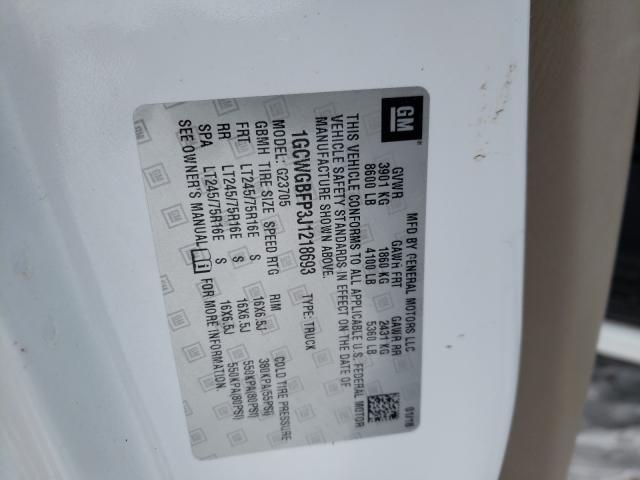 GM
MFD BY GENERAL MOTORS LLC
01/18
GVWR GAWR FRT GAWR RR
3901 KG 1860 KG 2431 KG
8600 LB 4100 LB 5360 LB
THIS VEHICLE CONFORMS TO ALL APPLICABLE U.S. FEDERAL MOTOR
VEHICLE SAFETY STANDARDS IN EFFECT ON THE DATE OF
MANUFACTURE SHOWN ABOVE.
1GCWGBFP3J1218693 TYPE: TRUCK
MODEL: G23705
GBMH TIRE SIZE SPEED RTG RIM COLD TIRE PRESSURE
FRT LT245/75R16E S 16X6.5J 380KPA(55PSI)
RR LT245/75R16E S 16X6.5J 550KPA(80PSI)
SPA LT245/75R16E S 16X6.5J 550KPA(80PSI)
SEE OWNER'S MANUAL i FOR MORE INFORMATION.